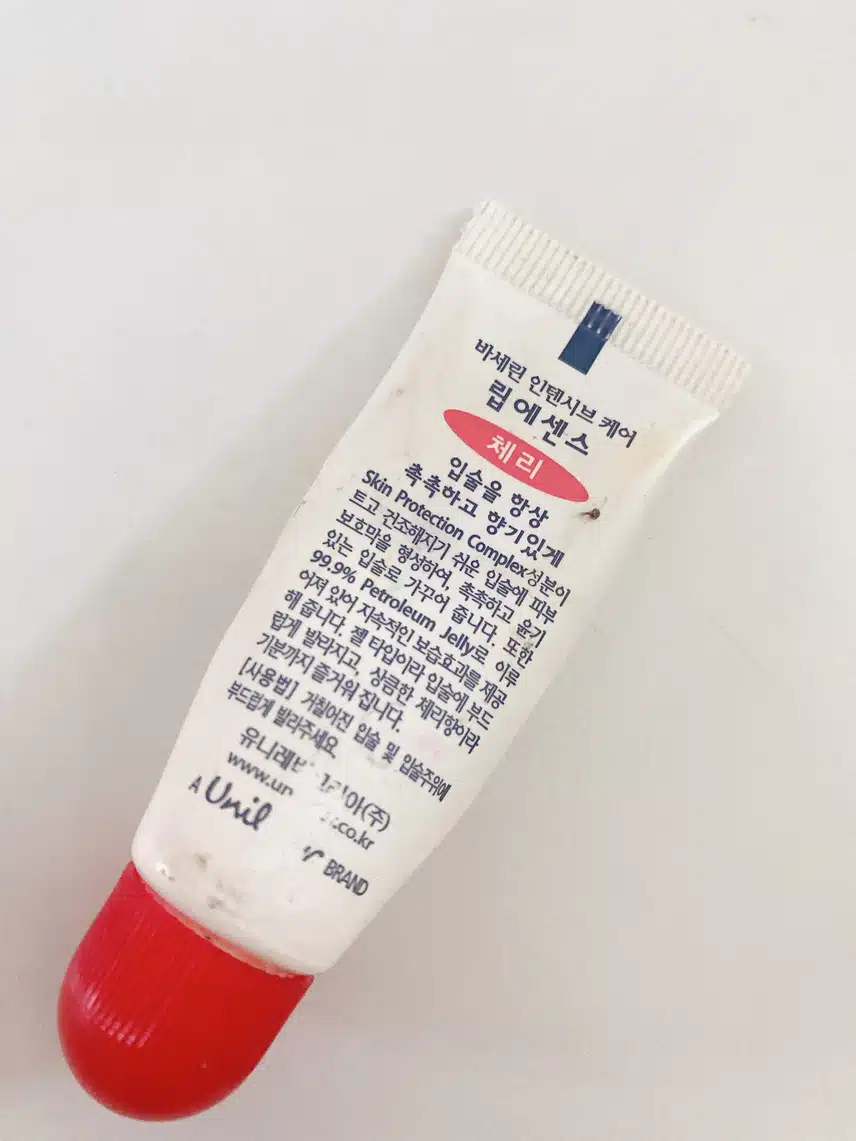 바세린 인텐시브 케어
립에센스
체리
입술을 항상
촉촉하고 향기있게
Skin Protection Complex성분이
트고 건조해지기 쉬운 입술에 피부
보호막을 형성하여, 촉촉하고 윤기
있는 입술로 가꾸어 줍니다. 또한
99.9% Petroleum Jelly로 이루
어져 있어 지속적인 보습효과를 제공
해 줍니다. 젤 타입이라 입술에 부드
럽게 발라지고, 상큼한 체리향이라
기분까지 즐거워 집니다.
[사용법] 거칠어진 입술 및 입술주위에
부드럽게 발라주세요.
(주)
.co.kr
A BRAND